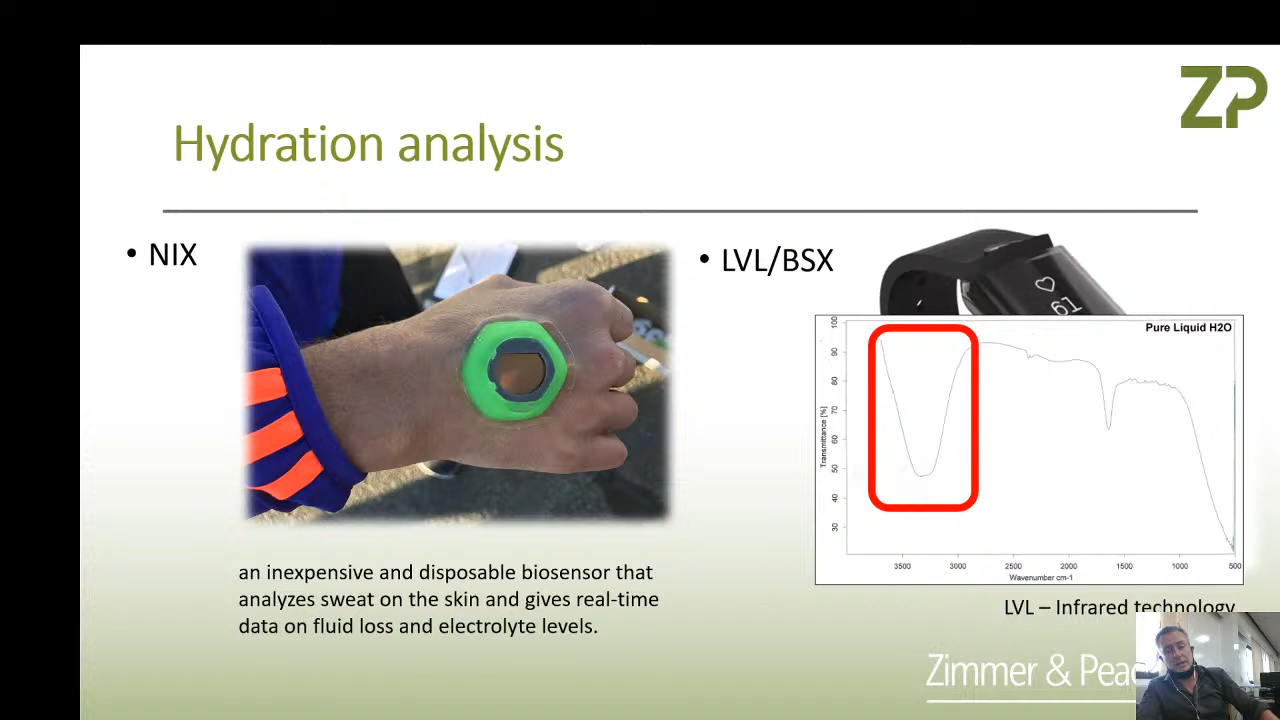 ZP
Hydration analysis
• NIX
• LVL/BSX
61
Pure Liquid H2O
100
90
80
70
60
50
40
30
Transmittance [%]
3500
3000
2500
2000
1500
1000
500
Wavenumber cm-1
an inexpensive and disposable biosensor that
analyzes sweat on the skin and gives real-time
data on fluid loss and electrolyte levels.
LVL – Infrared technology
Zimmer & Peac